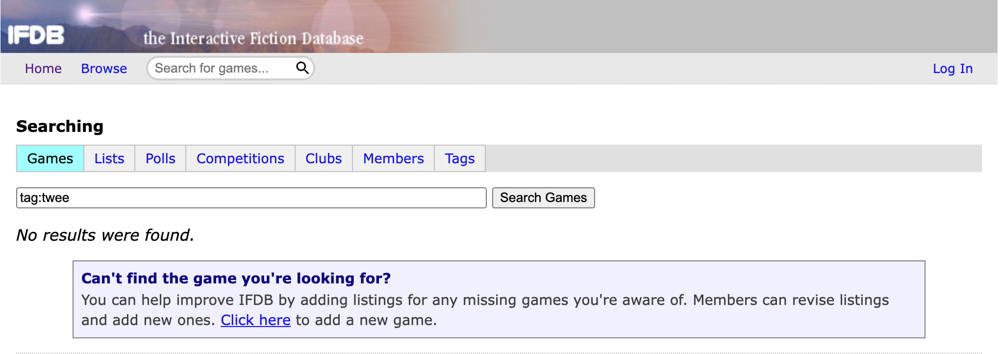 IFDB
the Interactive Fiction Database
Home Browse Search for games... Log In
Searching
Games Lists Polls Competitions Clubs Members Tags
tag:twee Search Games
No results were found.
Can't find the game you're looking for?
You can help improve IFDB by adding listings for any missing games you're aware of. Members can revise listings
and add new ones. Click here to add a new game.